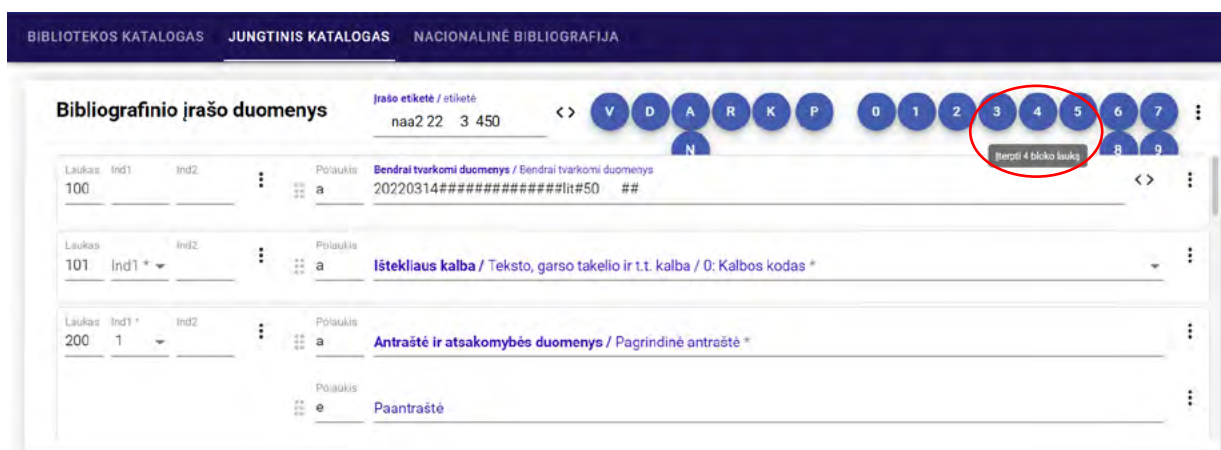 BIBLIOTEKOS KATALOGAS JUNGTINIS KATALOGAS NACIONALINĖ BIBLIOGRAFIJA
Bibliografinio įrašo duomenys
Įrašo etiketė / etiketė
naa2 22 3 450
<> V D A R K P 0 1 2 3 4 5 6 7
N 8 9
Įterpti 4 bloko lauką
Laukas Ind1 Ind2 Polaukis Bendrai tvarkomi duomenys / Bendrai tvarkomi duomenys
100 a 20220314##############lit#50 ## <>
Laukas Ind2 Polaukis
101 Ind1 * a Ištekliaus kalba / Teksto, garso takelio ir t.t. kalba / 0: Kalbos kodas *
Laukas Ind1 * Ind2 Polaukis
200 1 a Antraštė ir atsakomybės duomenys / Pagrindinė antraštė *
Polaukis
e Paantraštė